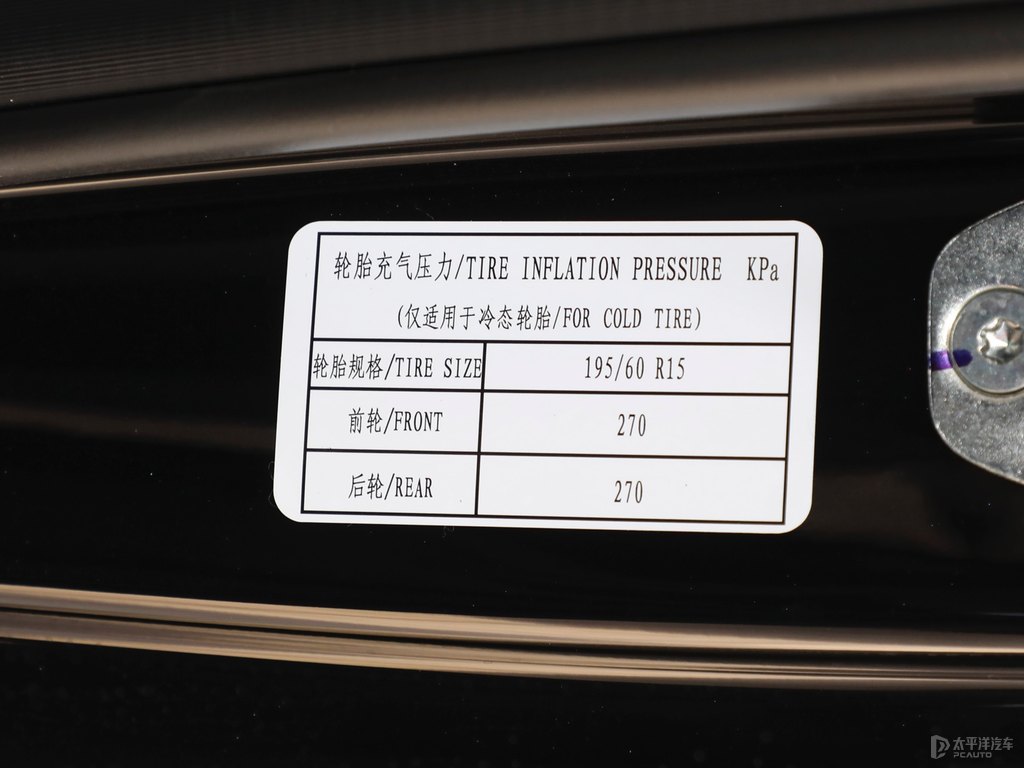 轮胎充气压力/TIRE INFLATION PRESSURE KPa
(仅适用于冷态轮胎/FOR COLD TIRE)
轮胎规格/TIRE SIZE 195/60 R15
前轮/FRONT 270
后轮/REAR 270
太平洋汽车
PCAUTO